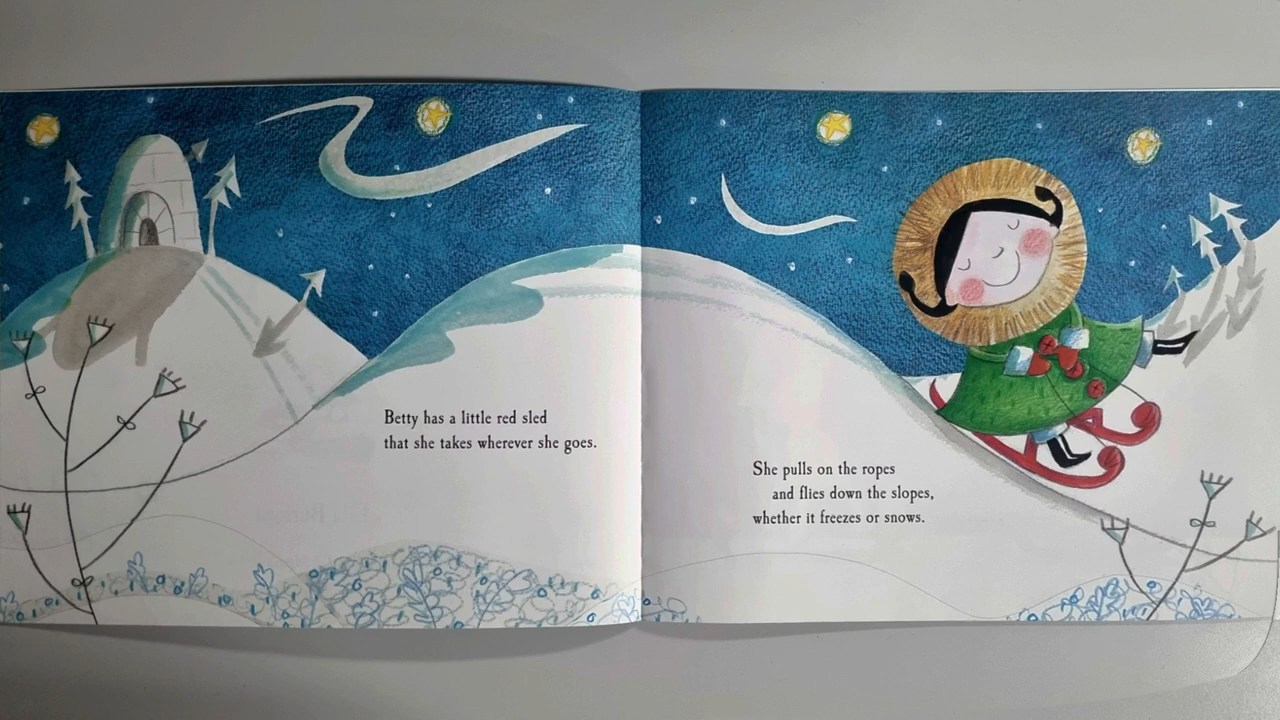 Betty has a little red sled
that she takes wherever she goes.
She pulls on the ropes
and flies down the slopes,
whether it freezes or snows.